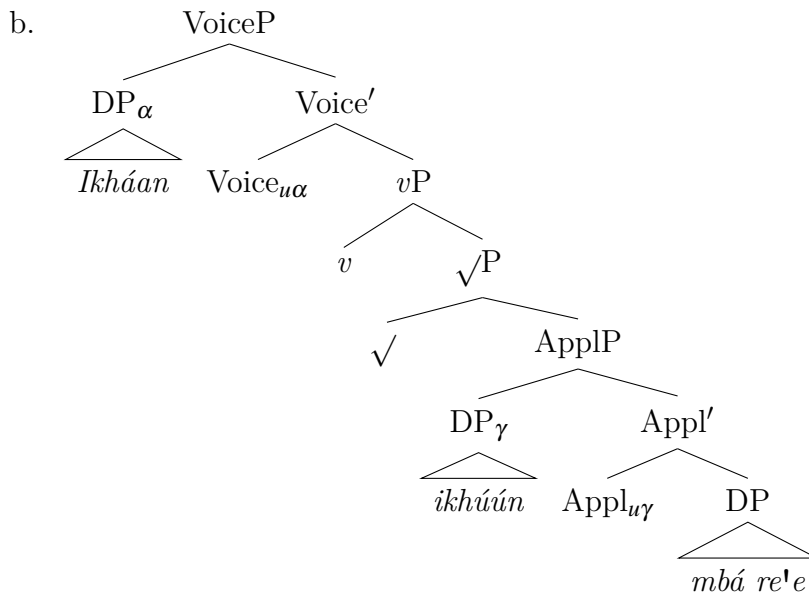 b. VoiceP
DPα Voice′
Ikháan Voiceuα vP
v √P
√ ApplP
DPγ Appl′
ikhúún Appluγ DP
mbá re'e